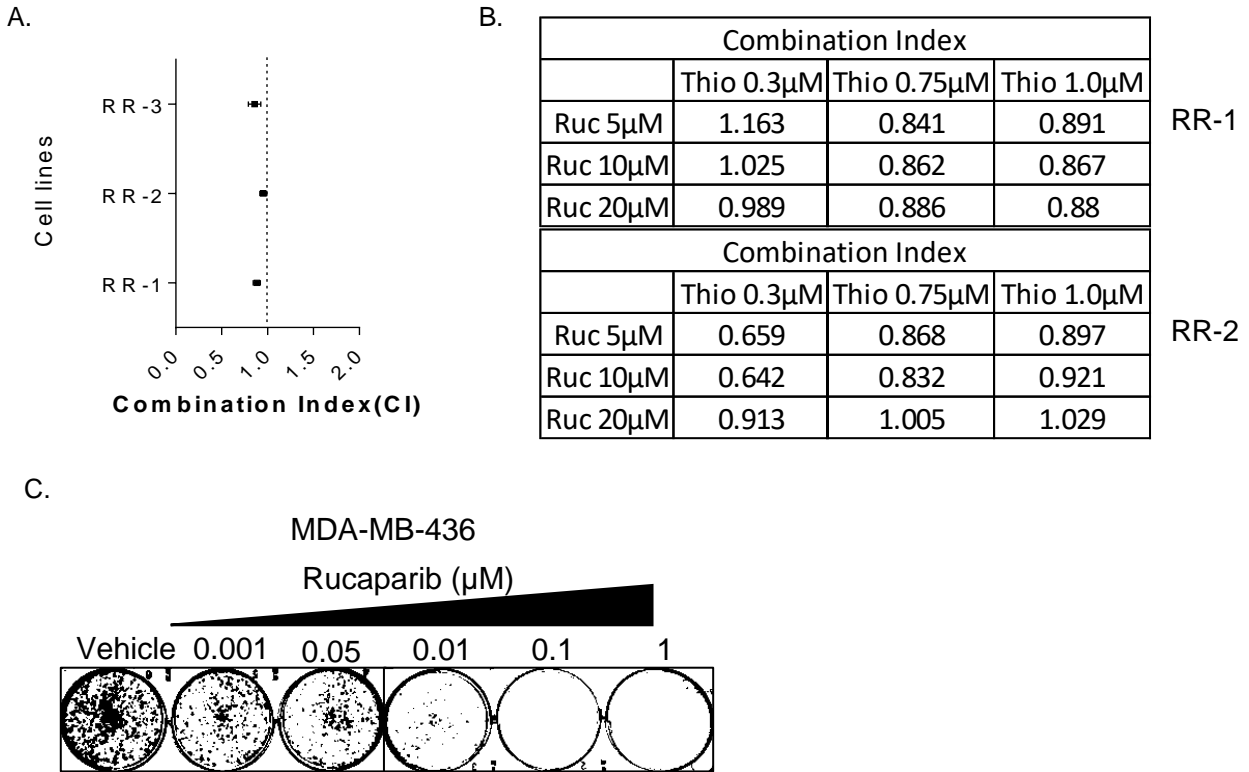 A.
RR-3
RR-2
RR-1
Cell lines
0.0 0.5 1.0 1.5 2.0
Combination Index(CI)
B.
Combination Index
Thio 0.3µM Thio 0.75µM Thio 1.0µM
Ruc 5µM 1.163 0.841 0.891
Ruc 10µM 1.025 0.862 0.867
Ruc 20µM 0.989 0.886 0.88
RR-1
Combination Index
Thio 0.3µM Thio 0.75µM Thio 1.0µM
Ruc 5µM 0.659 0.868 0.897
Ruc 10µM 0.642 0.832 0.921
Ruc 20µM 0.913 1.005 1.029
RR-2
C.
MDA-MB-436
Rucaparib (µM)
Vehicle 0.001 0.05 0.01 0.1 1